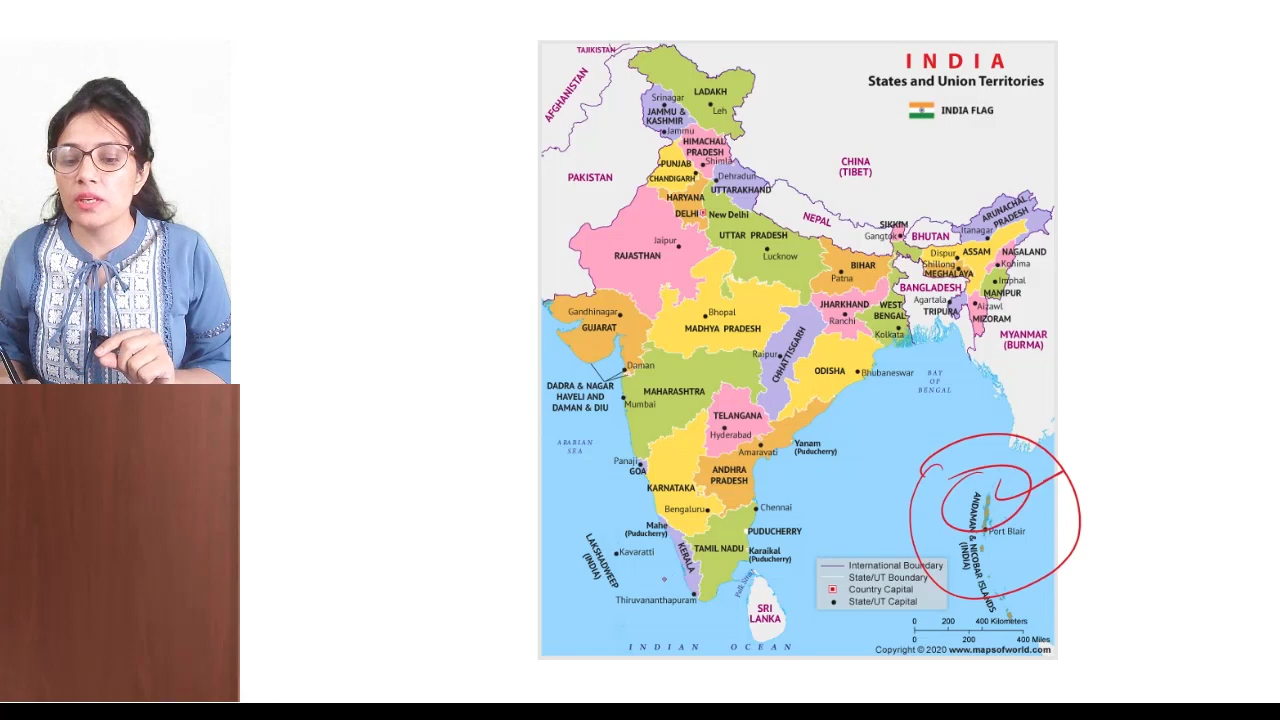 INDIA
States and Union Territories
INDIA FLAG
TAJIKISTAN
AFGHANISTAN
LADAKH
Srinagar
Leh
JAMMU &
KASHMIR
Jammu
HIMACHAL
PRADESH
Shimla
PUNJAB
CHANDIGARH
Dehradun
UTTARAKHAND
CHINA
(TIBET)
PAKISTAN
HARYANA
DELHI
New Delhi
NEPAL
SIKKIM
Gangtok
BHUTAN
ARUNACHAL
PRADESH
Itanagar
UTTAR PRADESH
Lucknow
Jaipur
RAJASTHAN
BIHAR
Patna
Dispur
ASSAM
NAGALAND
Shillong
Kohima
MEGHALAYA
Imphal
BANGLADESH
MANIPUR
Agartala
TRIPURA
Aizawl
MIZORAM
MYANMAR
(BURMA)
Gandhinagar
GUJARAT
Bhopal
MADHYA PRADESH
JHARKHAND
Ranchi
WEST
BENGAL
Kolkata
Raipur
CHHATTISGARH
ODISHA
Bhubaneswar
BAY
OF
BENGAL
Daman
DADRA & NAGAR
HAVELI AND
DAMAN & DIU
Mumbai
MAHARASHTRA
TELANGANA
Hyderabad
Amaravati
Yanam
(Puducherry)
ARABIAN
SEA
Panaji
GOA
KARNATAKA
ANDHRA
PRADESH
Bengaluru
Chennai
Mahe
(Puducherry)
PUDUCHERRY
LAKSHADWEEP
(INDIA)
Kavaratti
KERALA
TAMIL NADU
Karaikal
(Puducherry)
Palk Strait
Thiruvananthapuram
SRI
LANKA
ANDAMAN & NICOBAR ISLANDS
(INDIA)
Port Blair
International Boundary
State/UT Boundary
Country Capital
State/UT Capital
0 200 400 Kilometers
0 200 400 Miles
INDIAN OCEAN
Copyright © 2020 www.mapsofworld.com